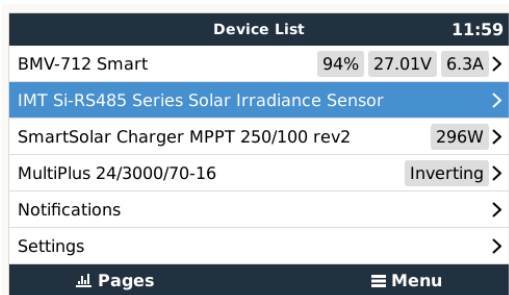 Device List 11:59
BMV-712 Smart 94% 27.01V 6.3A
IMT Si-RS485 Series Solar Irradiance Sensor
SmartSolar Charger MPPT 250/100 rev2 296W
MultiPlus 24/3000/70-16 Inverting
Notifications
Settings
Pages Menu